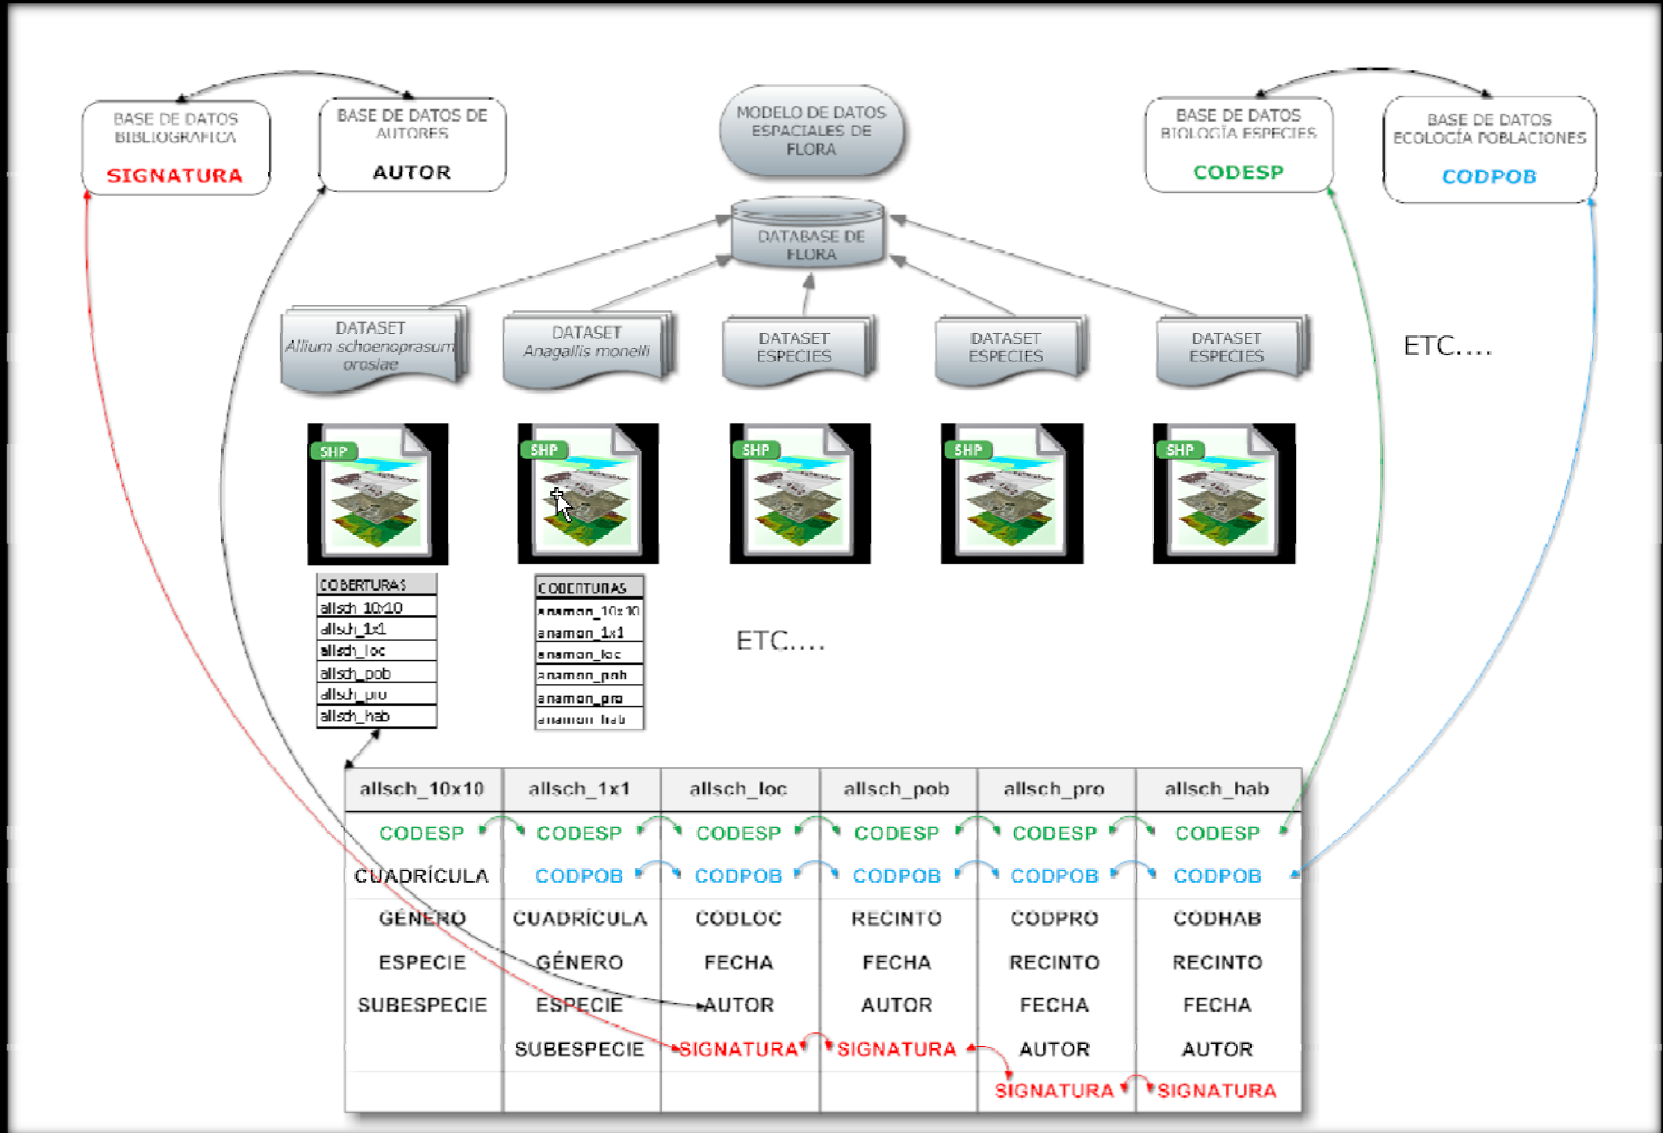 BASE DE DATOS
BIBLIOGRAFICA
SIGNATURA
BASE DE DATOS DE
AUTORES
AUTOR
MODELO DE DATOS
ESPACIALES DE
FLORA
BASE DE DATOS
BIOLOGÍA ESPECIES
CODESP
BASE DE DATOS
ECOLOGÍA POBLACIONES
CODPOB
DATABASE DE
FLORA
DATASET
Allium schoenoprasum
orosiae
DATASET
Anagallis monelli
DATASET
ESPECIES
DATASET
ESPECIES
DATASET
ESPECIES
ETC....
SHP
SHP
SHP
SHP
SHP
COBERTURAS
allsch_10x10
allsch_1x1
allsch_loc
allsch_pob
allsch_pro
allsch_hab
COBERTURAS
anamon_10x10
anamon_1x1
anamon_loc
anamon_pob
anamon_pro
anamon_hab
ETC....
allsch_10x10 allsch_1x1 allsch_loc allsch_pob allsch_pro allsch_hab
CODESP CODESP CODESP CODESP CODESP CODESP
CUADRÍCULA CODPOB CODPOB CODPOB CODPOB CODPOB
GÉNERO CUADRÍCULA CODLOC RECINTO CODPRO CODHAB
ESPECIE GÉNERO FECHA FECHA RECINTO RECINTO
SUBESPECIE ESPECIE AUTOR AUTOR FECHA FECHA
SUBESPECIE SIGNATURA SIGNATURA AUTOR AUTOR
SIGNATURA SIGNATURA